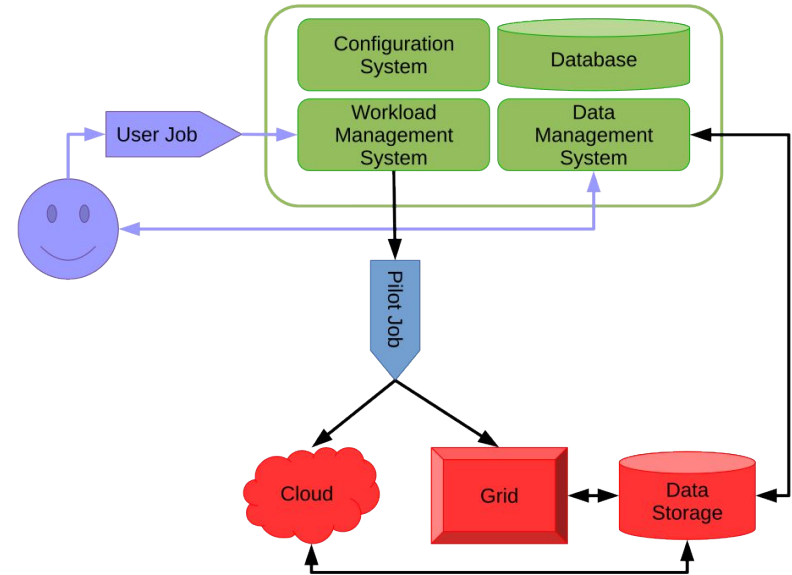 Configuration
System
Database
User Job
Workload
Management
System
Data
Management
System
Pilot Job
Cloud
Grid
Data
Storage